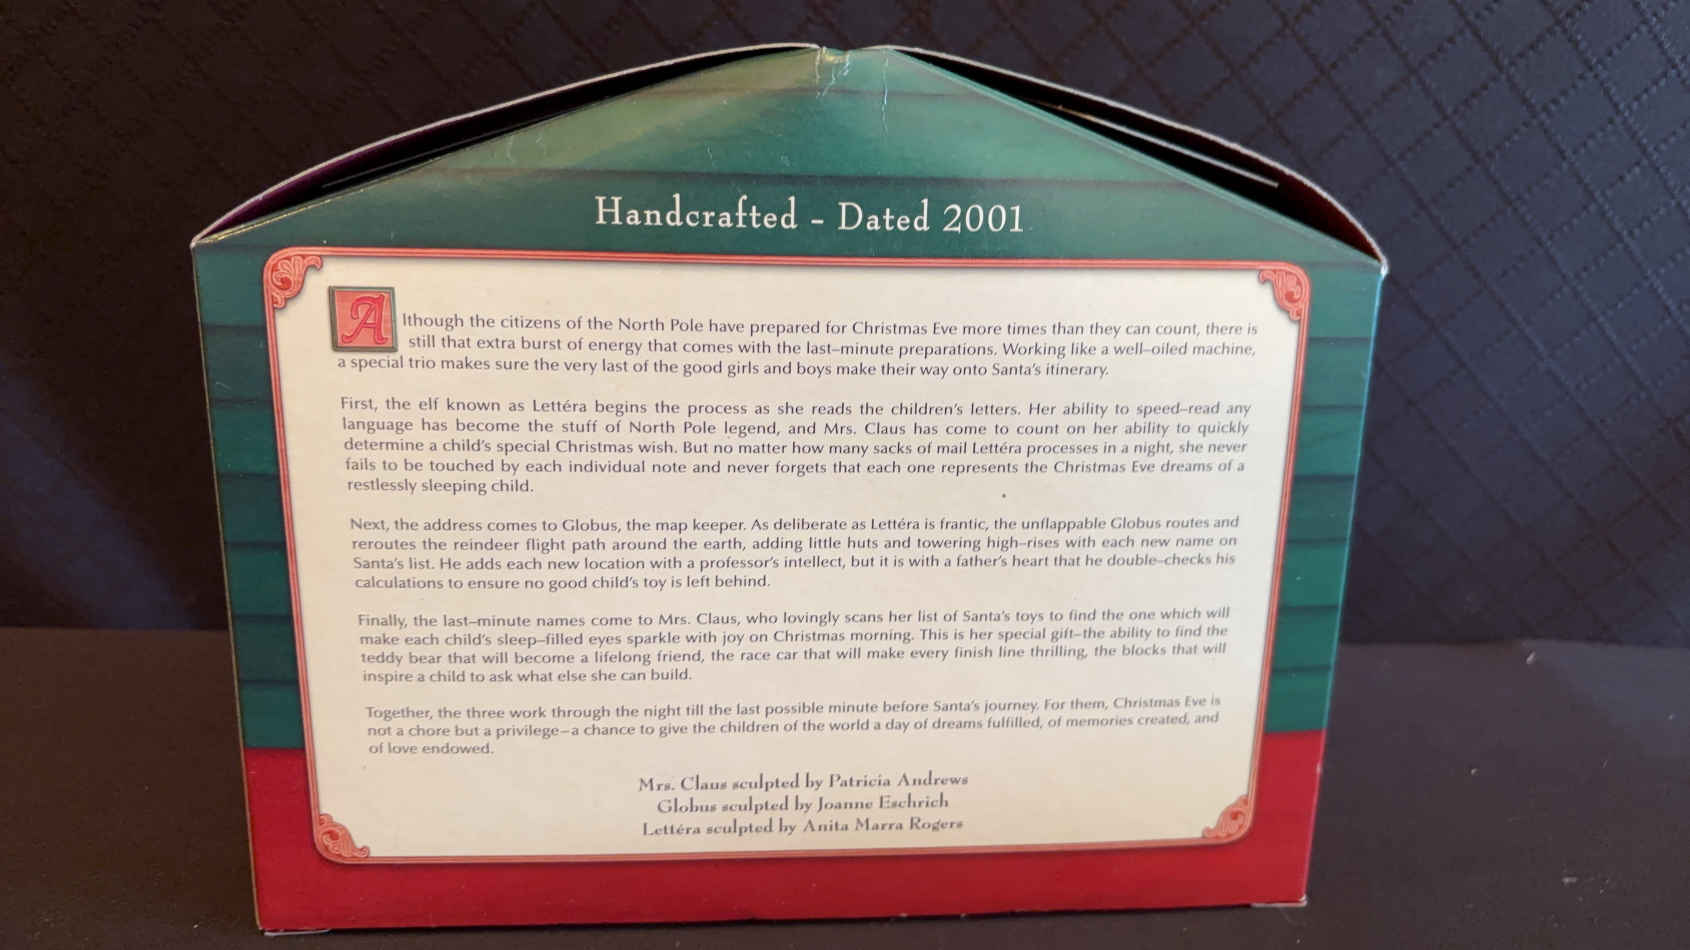 Handcrafted – Dated 2001
Although the citizens of the North Pole have prepared for Christmas Eve more times than they can count, there is
still that extra burst of energy that comes with the last–minute preparations. Working like a well–oiled machine,
a special trio makes sure the very last of the good girls and boys make their way onto Santa's itinerary.
First, the elf known as Lettéra begins the process as she reads the children's letters. Her ability to speed–read any
language has become the stuff of North Pole legend, and Mrs. Claus has come to count on her ability to quickly
determine a child's special Christmas wish. But no matter how many sacks of mail Lettéra processes in a night, she never
fails to be touched by each individual note and never forgets that each one represents the Christmas Eve dreams of a
restlessly sleeping child.
Next, the address comes to Globus, the map keeper. As deliberate as Lettéra is frantic, the unflappable Globus routes and
reroutes the reindeer flight path around the earth, adding little huts and towering high–rises with each new name on
Santa's list. He adds each new location with a professor's intellect, but it is with a father's heart that he double–checks his
calculations to ensure no good child's toy is left behind.
Finally, the last–minute names come to Mrs. Claus, who lovingly scans her list of Santa's toys to find the one which will
make each child's sleep–filled eyes sparkle with joy on Christmas morning. This is her special gift–the ability to find the
teddy bear that will become a lifelong friend, the race car that will make every finish line thrilling, the blocks that will
inspire a child to ask what else she can build.
Together, the three work through the night till the last possible minute before Santa's journey. For them, Christmas Eve is
not a chore but a privilege–a chance to give the children of the world a day of dreams fulfilled, of memories created, and
of love endowed.
Mrs. Claus sculpted by Patricia Andrews
Globus sculpted by Joanne Eschrich
Lettéra sculpted by Anita Marra Rogers